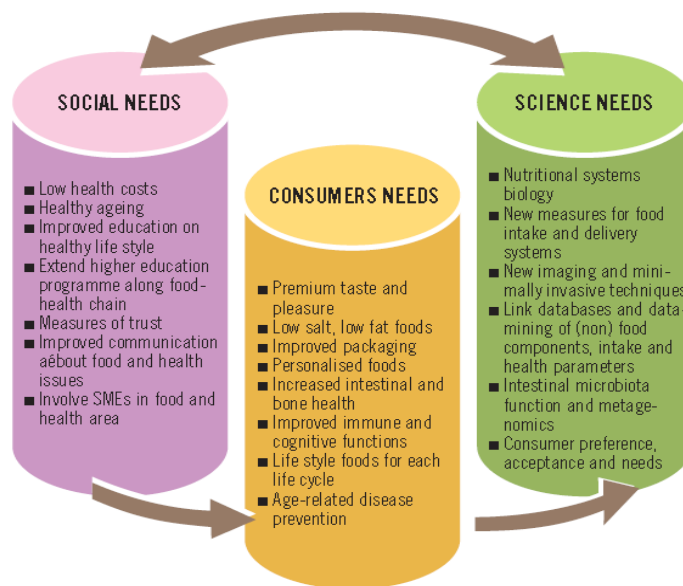 SOCIAL NEEDS
■ Low health costs
■ Healthy ageing
■ Improved education on
healthy life style
■ Extend higher education
programme along food-
health chain
■ Measures of trust
■ Improved communication
aébout food and health
issues
■ Involve SMEs in food and
health area
CONSUMERS NEEDS
■ Premium taste and
pleasure
■ Low salt, low fat foods
■ Improved packaging
■ Personalised foods
■ Increased intestinal and
bone health
■ Improved immune and
cognitive functions
■ Life style foods for each
life cycle
■ Age-related disease
prevention
SCIENCE NEEDS
■ Nutritional systems
biology
■ New measures for food
intake and delivery
systems
■ New imaging and mini-
mally invasive techniques
■ Link databases and data-
mining of (non) food
components, intake and
health parameters
■ Intestinal microbiota
function and metage-
nomics
■ Consumer preference,
acceptance and needs